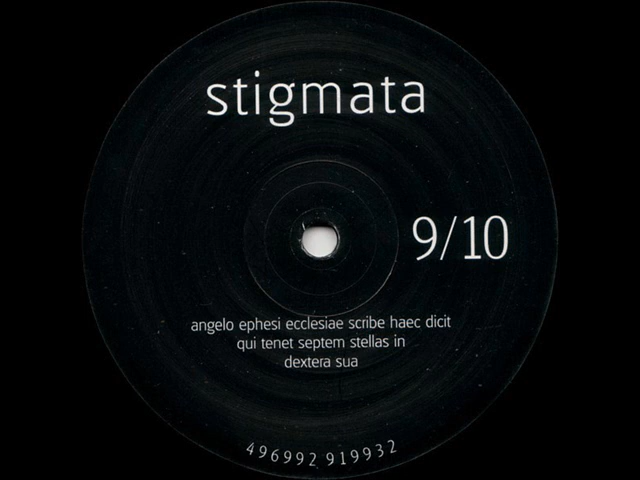 stigmata
9/10
angelo ephesi ecclesiae scribe haec dicit
qui tenet septem stellas in
dextera sua
496992 919932